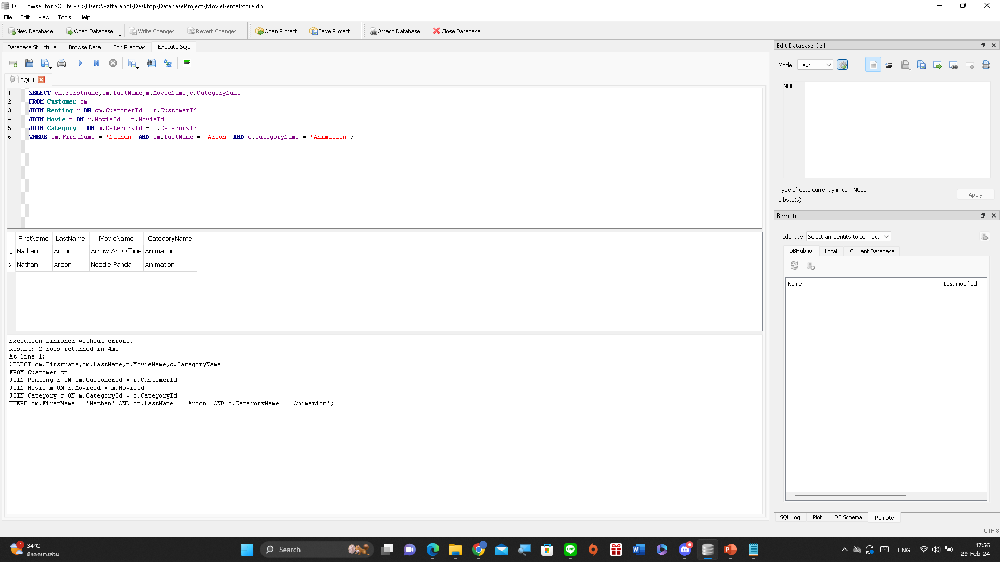 DB Browser for SQLite - C:\Users\Pattarapol\Desktop\DatabaseProject\MovieRentalStore.db
File Edit View Tools Help
New Database Open Database Write Changes Revert Changes Open Project Save Project Attach Database Close Database
Database Structure Browse Data Edit Pragmas Execute SQL
SQL 1
1 SELECT cm.Firstname,cm.LastName,m.MovieName,c.CategoryName
2 FROM Customer cm
3 JOIN Renting r ON cm.CustomerId = r.CustomerId
4 JOIN Movie m ON r.MovieId = m.MovieId
5 JOIN Category c ON m.CategoryId = c.CategoryId
6 WHERE cm.FirstName = 'Nathan' AND cm.LastName = 'Aroon' AND c.CategoryName = 'Animation';
FirstName LastName MovieName CategoryName
1 Nathan Aroon Arrow Art Offline Animation
2 Nathan Aroon Noodle Panda 4 Animation
Execution finished without errors.
Result: 2 rows returned in 4ms
At line 1:
SELECT cm.Firstname,cm.LastName,m.MovieName,c.CategoryName
FROM Customer cm
JOIN Renting r ON cm.CustomerId = r.CustomerId
JOIN Movie m ON r.MovieId = m.MovieId
JOIN Category c ON m.CategoryId = c.CategoryId
WHERE cm.FirstName = 'Nathan' AND cm.LastName = 'Aroon' AND c.CategoryName = 'Animation';
Edit Database Cell
Mode: Text
NULL
Type of data currently in cell: NULL
0 byte(s)
Apply
Remote
Identity Select an identity to connect
DBHub.io Local Current Database
Name Last modified
SQL Log Plot DB Schema Remote
UTF-8
1
34°C
มีแดดบางส่วน
Search
LINE
W
P
ENG
17:56
29-Feb-24